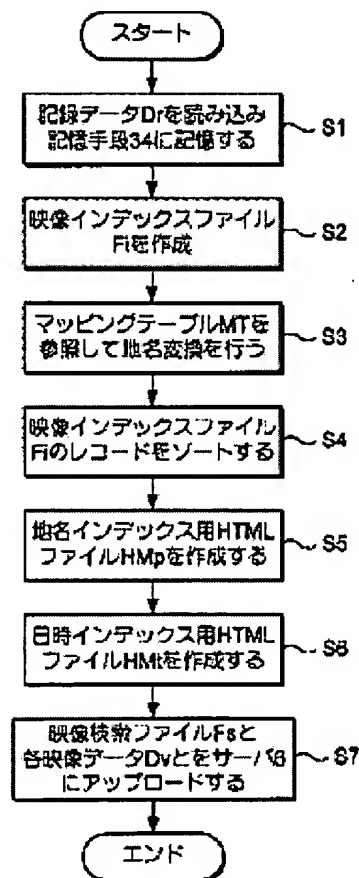 スタート
記録データDrを読み込み
記憶手段34に記憶する
S1
映像インデックスファイル
Fiを作成
S2
マッピングテーブルMTを
参照して地名変換を行う
S3
映像インデックスファイル
Fiのレコードをソートする
S4
地名インデックス用HTML
ファイルHMpを作成する
S5
日時インデックス用HTML
ファイルHMtを作成する
S6
映像検索ファイルFsと
各映像データDvとをサーバ6
にアップロードする
S7
エンド